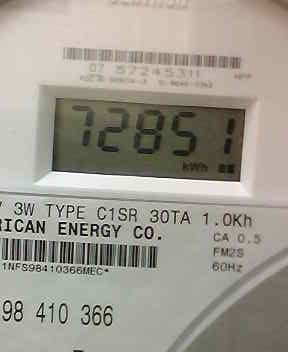 07 57245311
72851
kWh
V 3W TYPE C1SR 30TA 1.0Kh
RICAN ENERGY CO.
CA 0.5
FM2S
60Hz
1NFS98410366MEC*
98 410 366